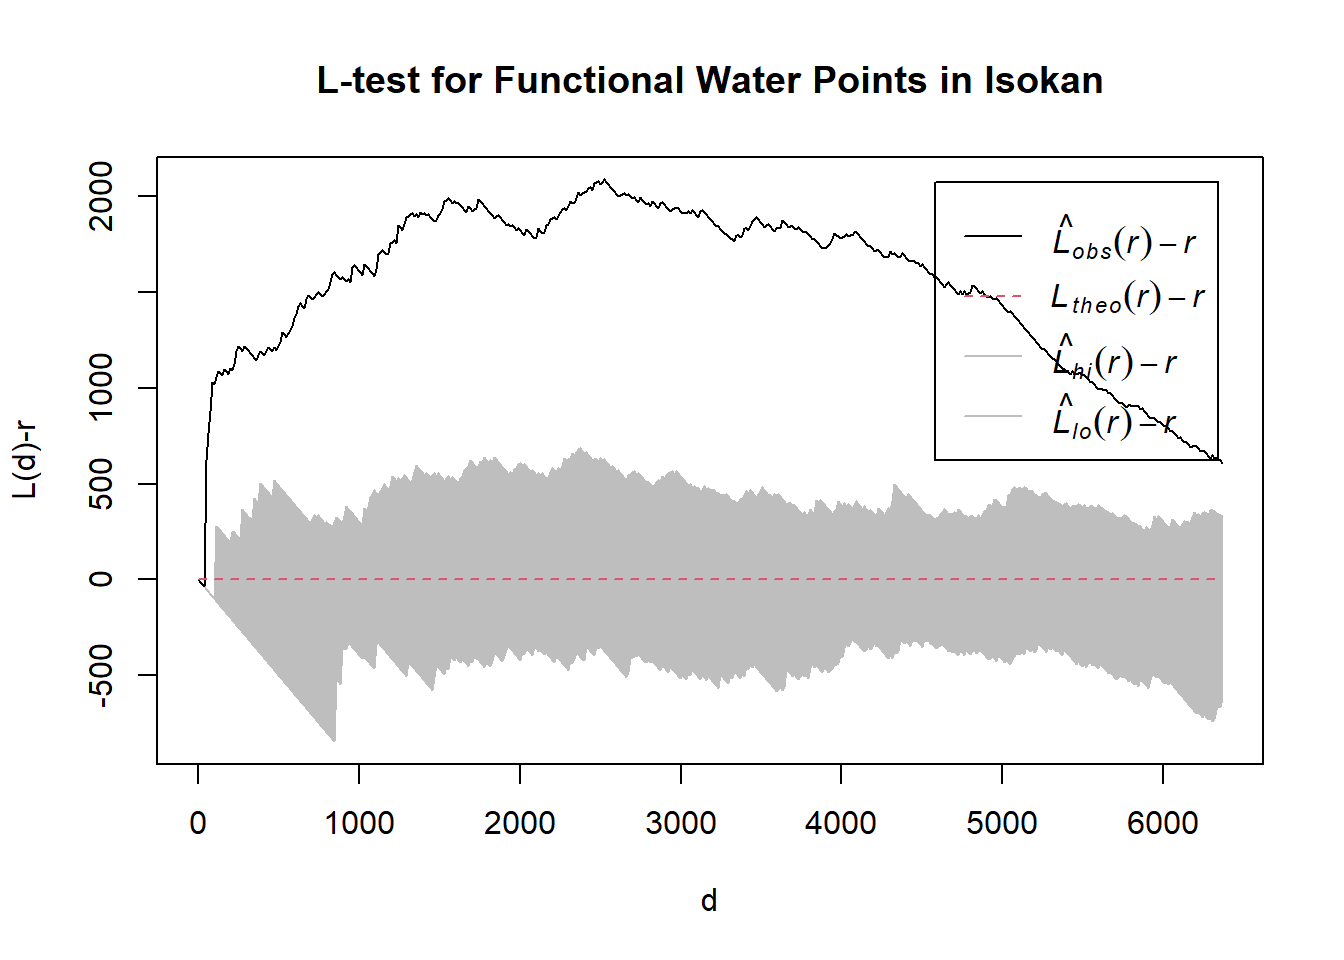 L-test for Functional Water Points in Isokan
L(d)-r
2000
1000
500
0
-500
L̂obs(r) − r
Ltheo(r) − r
L̂hi(r) − r
L̂lo(r) − r
0 1000 2000 3000 4000 5000 6000
d